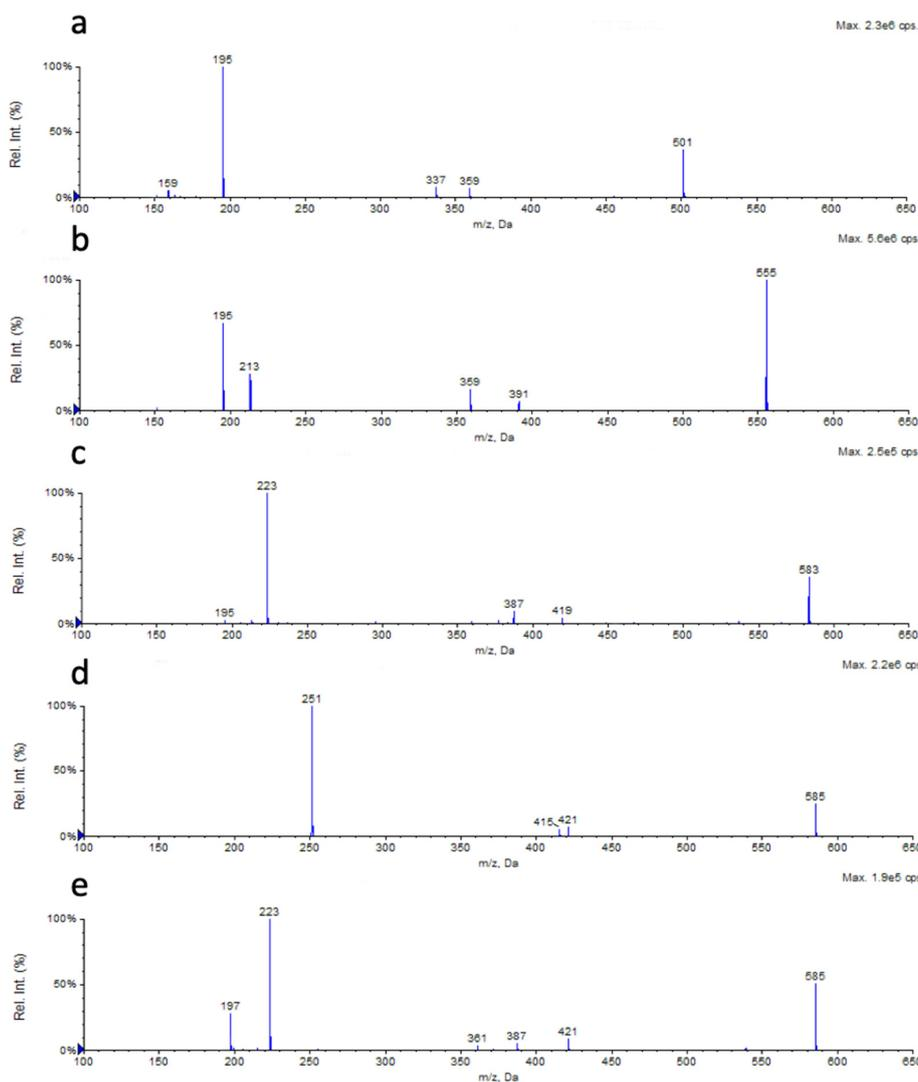 a
Max. 2.3e6 cps.
195
501
337
359
159
100%
50%
0%
Rel. Int. (%)
100 150 200 250 300 350 400 450 500 550 600 650
m/z, Da
b
Max. 5.6e6 cps
555
195
213
359
391
100%
50%
0%
Rel. Int. (%)
100 150 200 250 300 350 400 450 500 550 600 650
m/z, Da
c
Max. 2.5e5 cps
223
583
387
419
195
100%
50%
0%
Rel. Int. (%)
100 150 200 250 300 350 400 450 500 550 600 650
m/z, Da
d
Max. 2.2e6 cps
251
585
415 421
100%
50%
0%
Rel. Int. (%)
100 150 200 250 300 350 400 450 500 550 600 650
m/z, Da
e
Max. 1.9e5 cps
223
585
197
361
387
421
100%
50%
0%
Rel. Int. (%)
100 150 200 250 300 350 400 450 500 550 600 650
m/z, Da